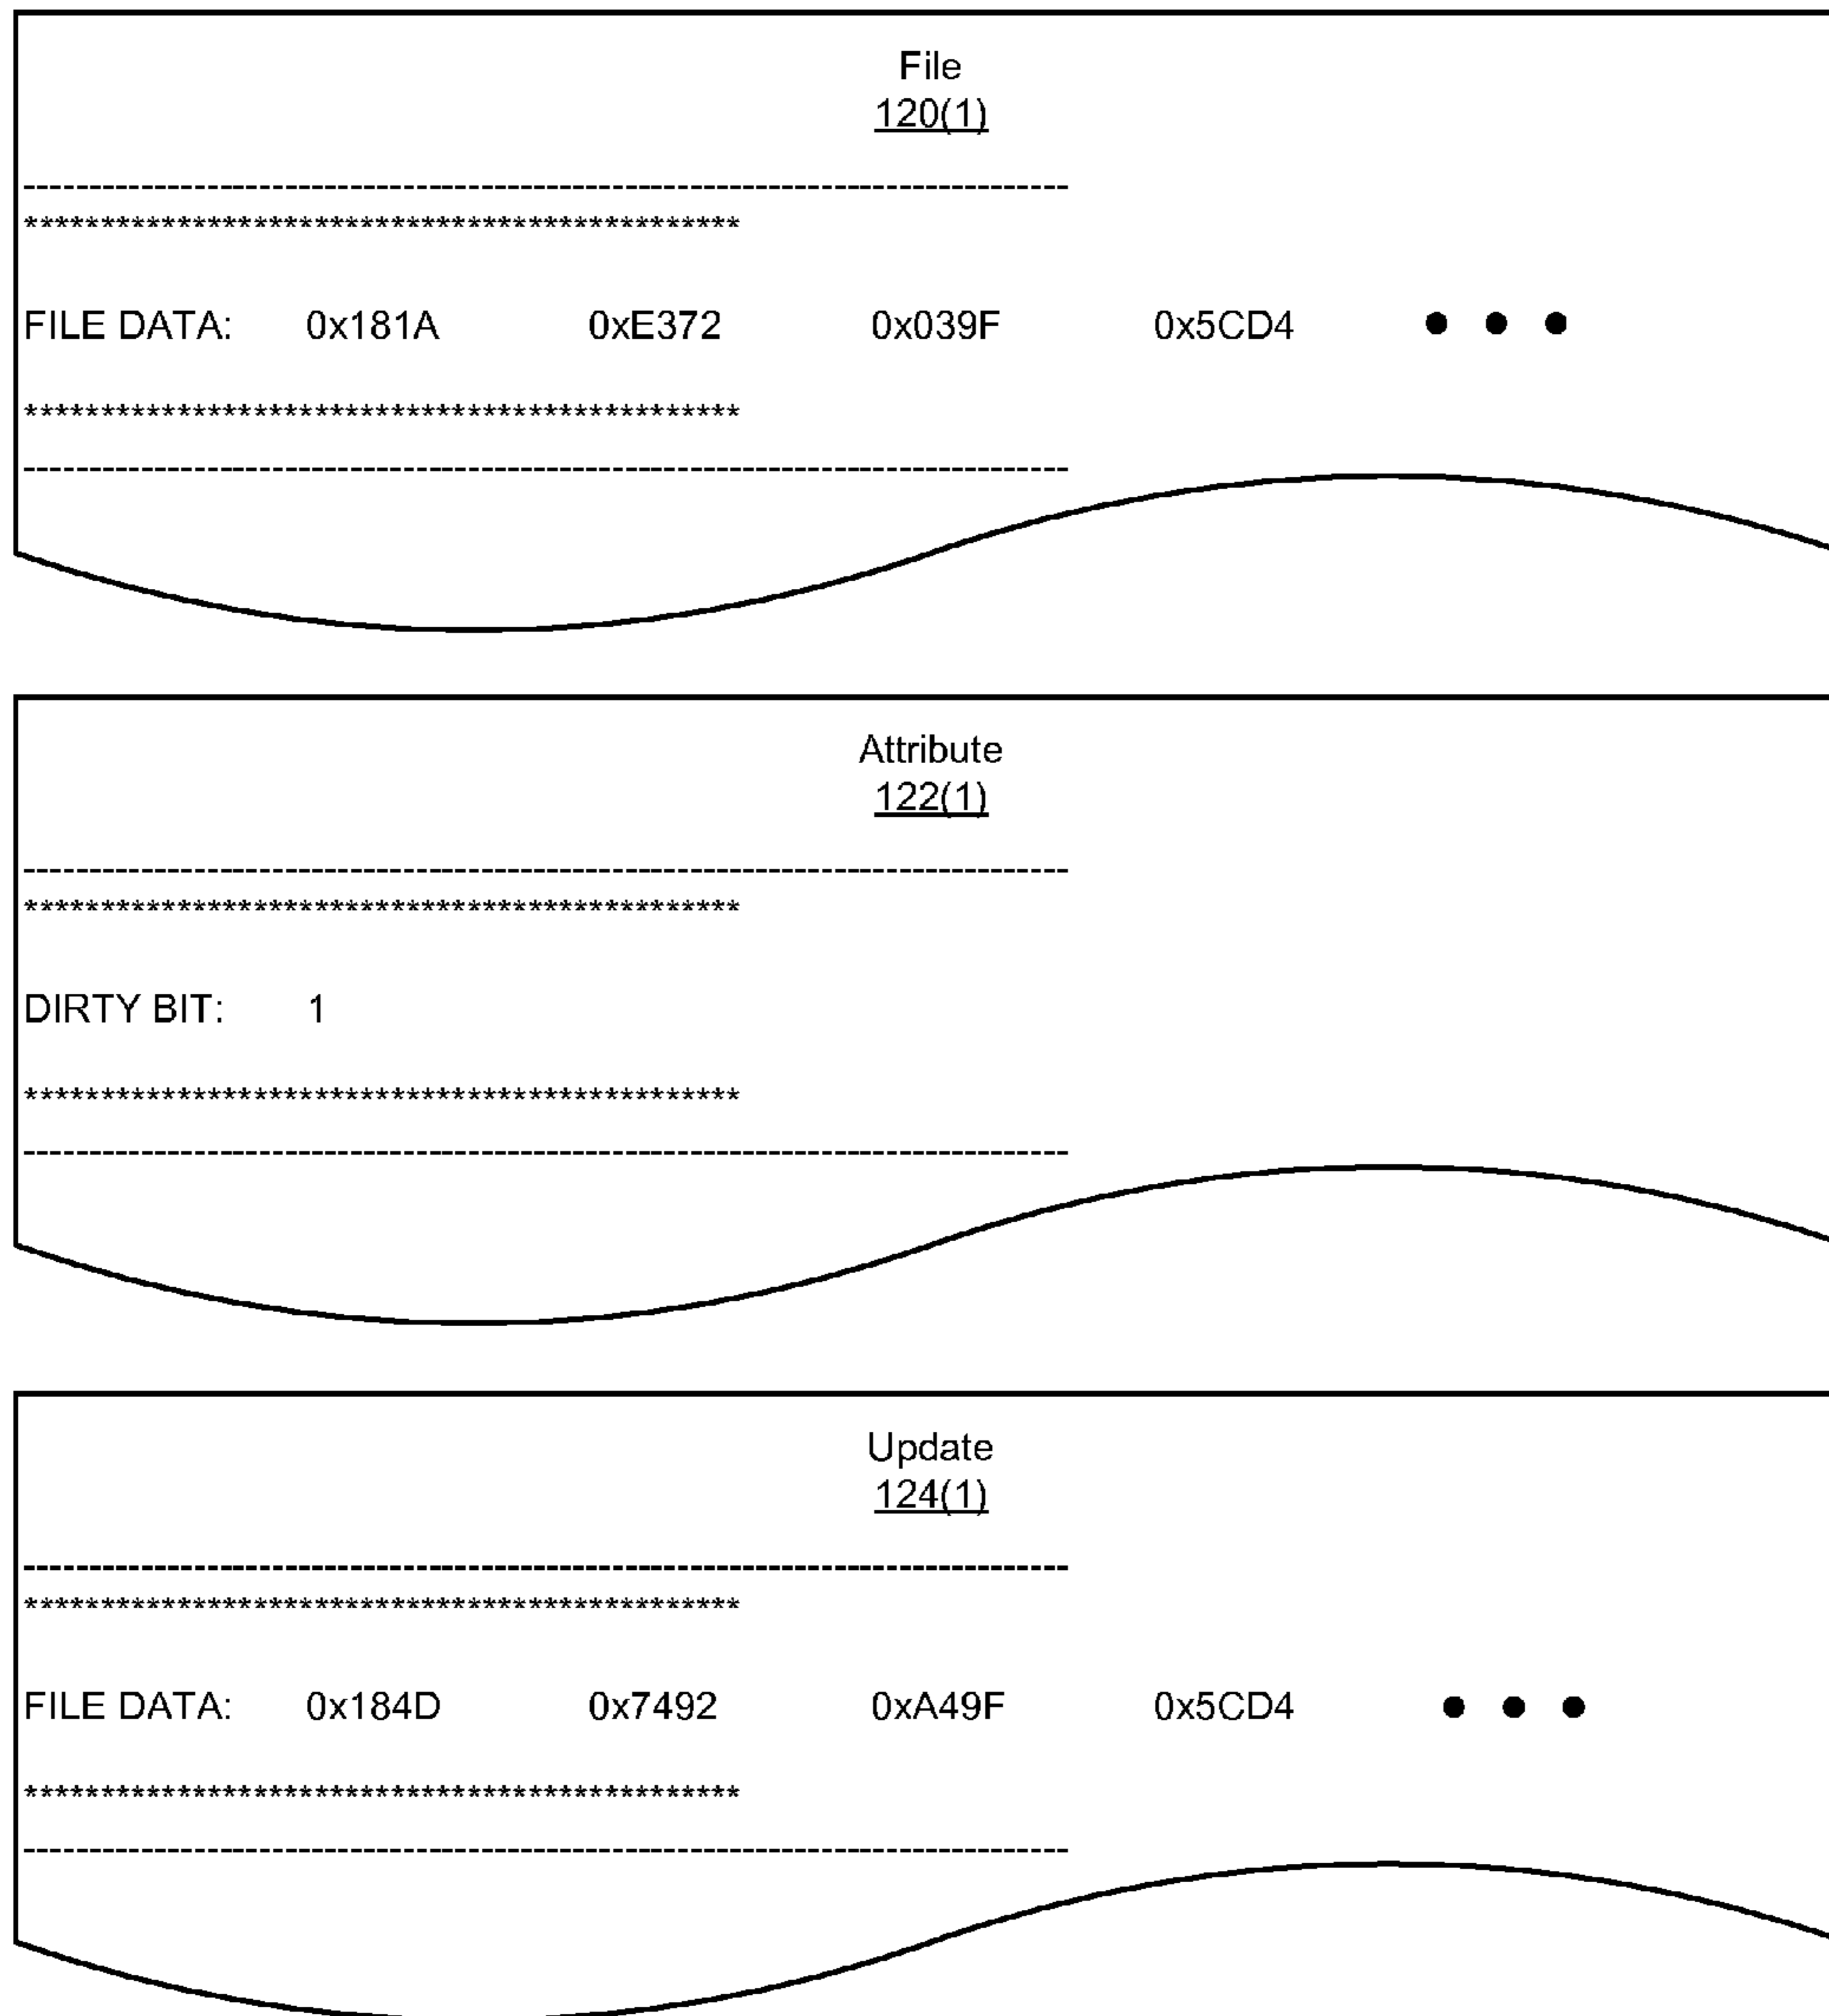 File
120(1)
--------------------------------------------------------------------------------
***********************************************
FILE DATA: 0x181A 0xE372 0x039F 0x5CD4 ● ● ●
***********************************************
--------------------------------------------------------------------------------
Attribute
122(1)
--------------------------------------------------------------------------------
***********************************************
DIRTY BIT: 1
***********************************************
--------------------------------------------------------------------------------
Update
124(1)
--------------------------------------------------------------------------------
***********************************************
FILE DATA: 0x184D 0x7492 0xA49F 0x5CD4 ● ● ●
***********************************************
--------------------------------------------------------------------------------